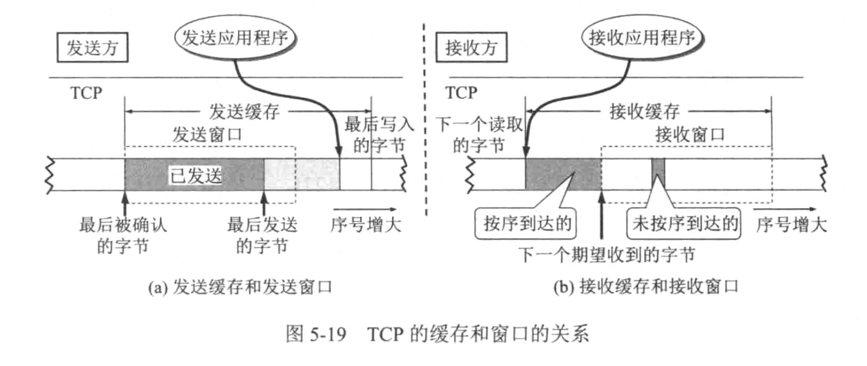 发送方
发送应用程序
TCP
发送缓存
发送窗口
最后写入
的字节
已发送
最后被确认
的字节
最后发送
的字节
序号增大
(a) 发送缓存和发送窗口
接收方
接收应用程序
TCP
接收缓存
下一个读取
的字节
接收窗口
按序到达的
未按序到达的
序号增大
下一个期望收到的字节
(b) 接收缓存和接收窗口
图 5-19 TCP 的缓存和窗口的关系